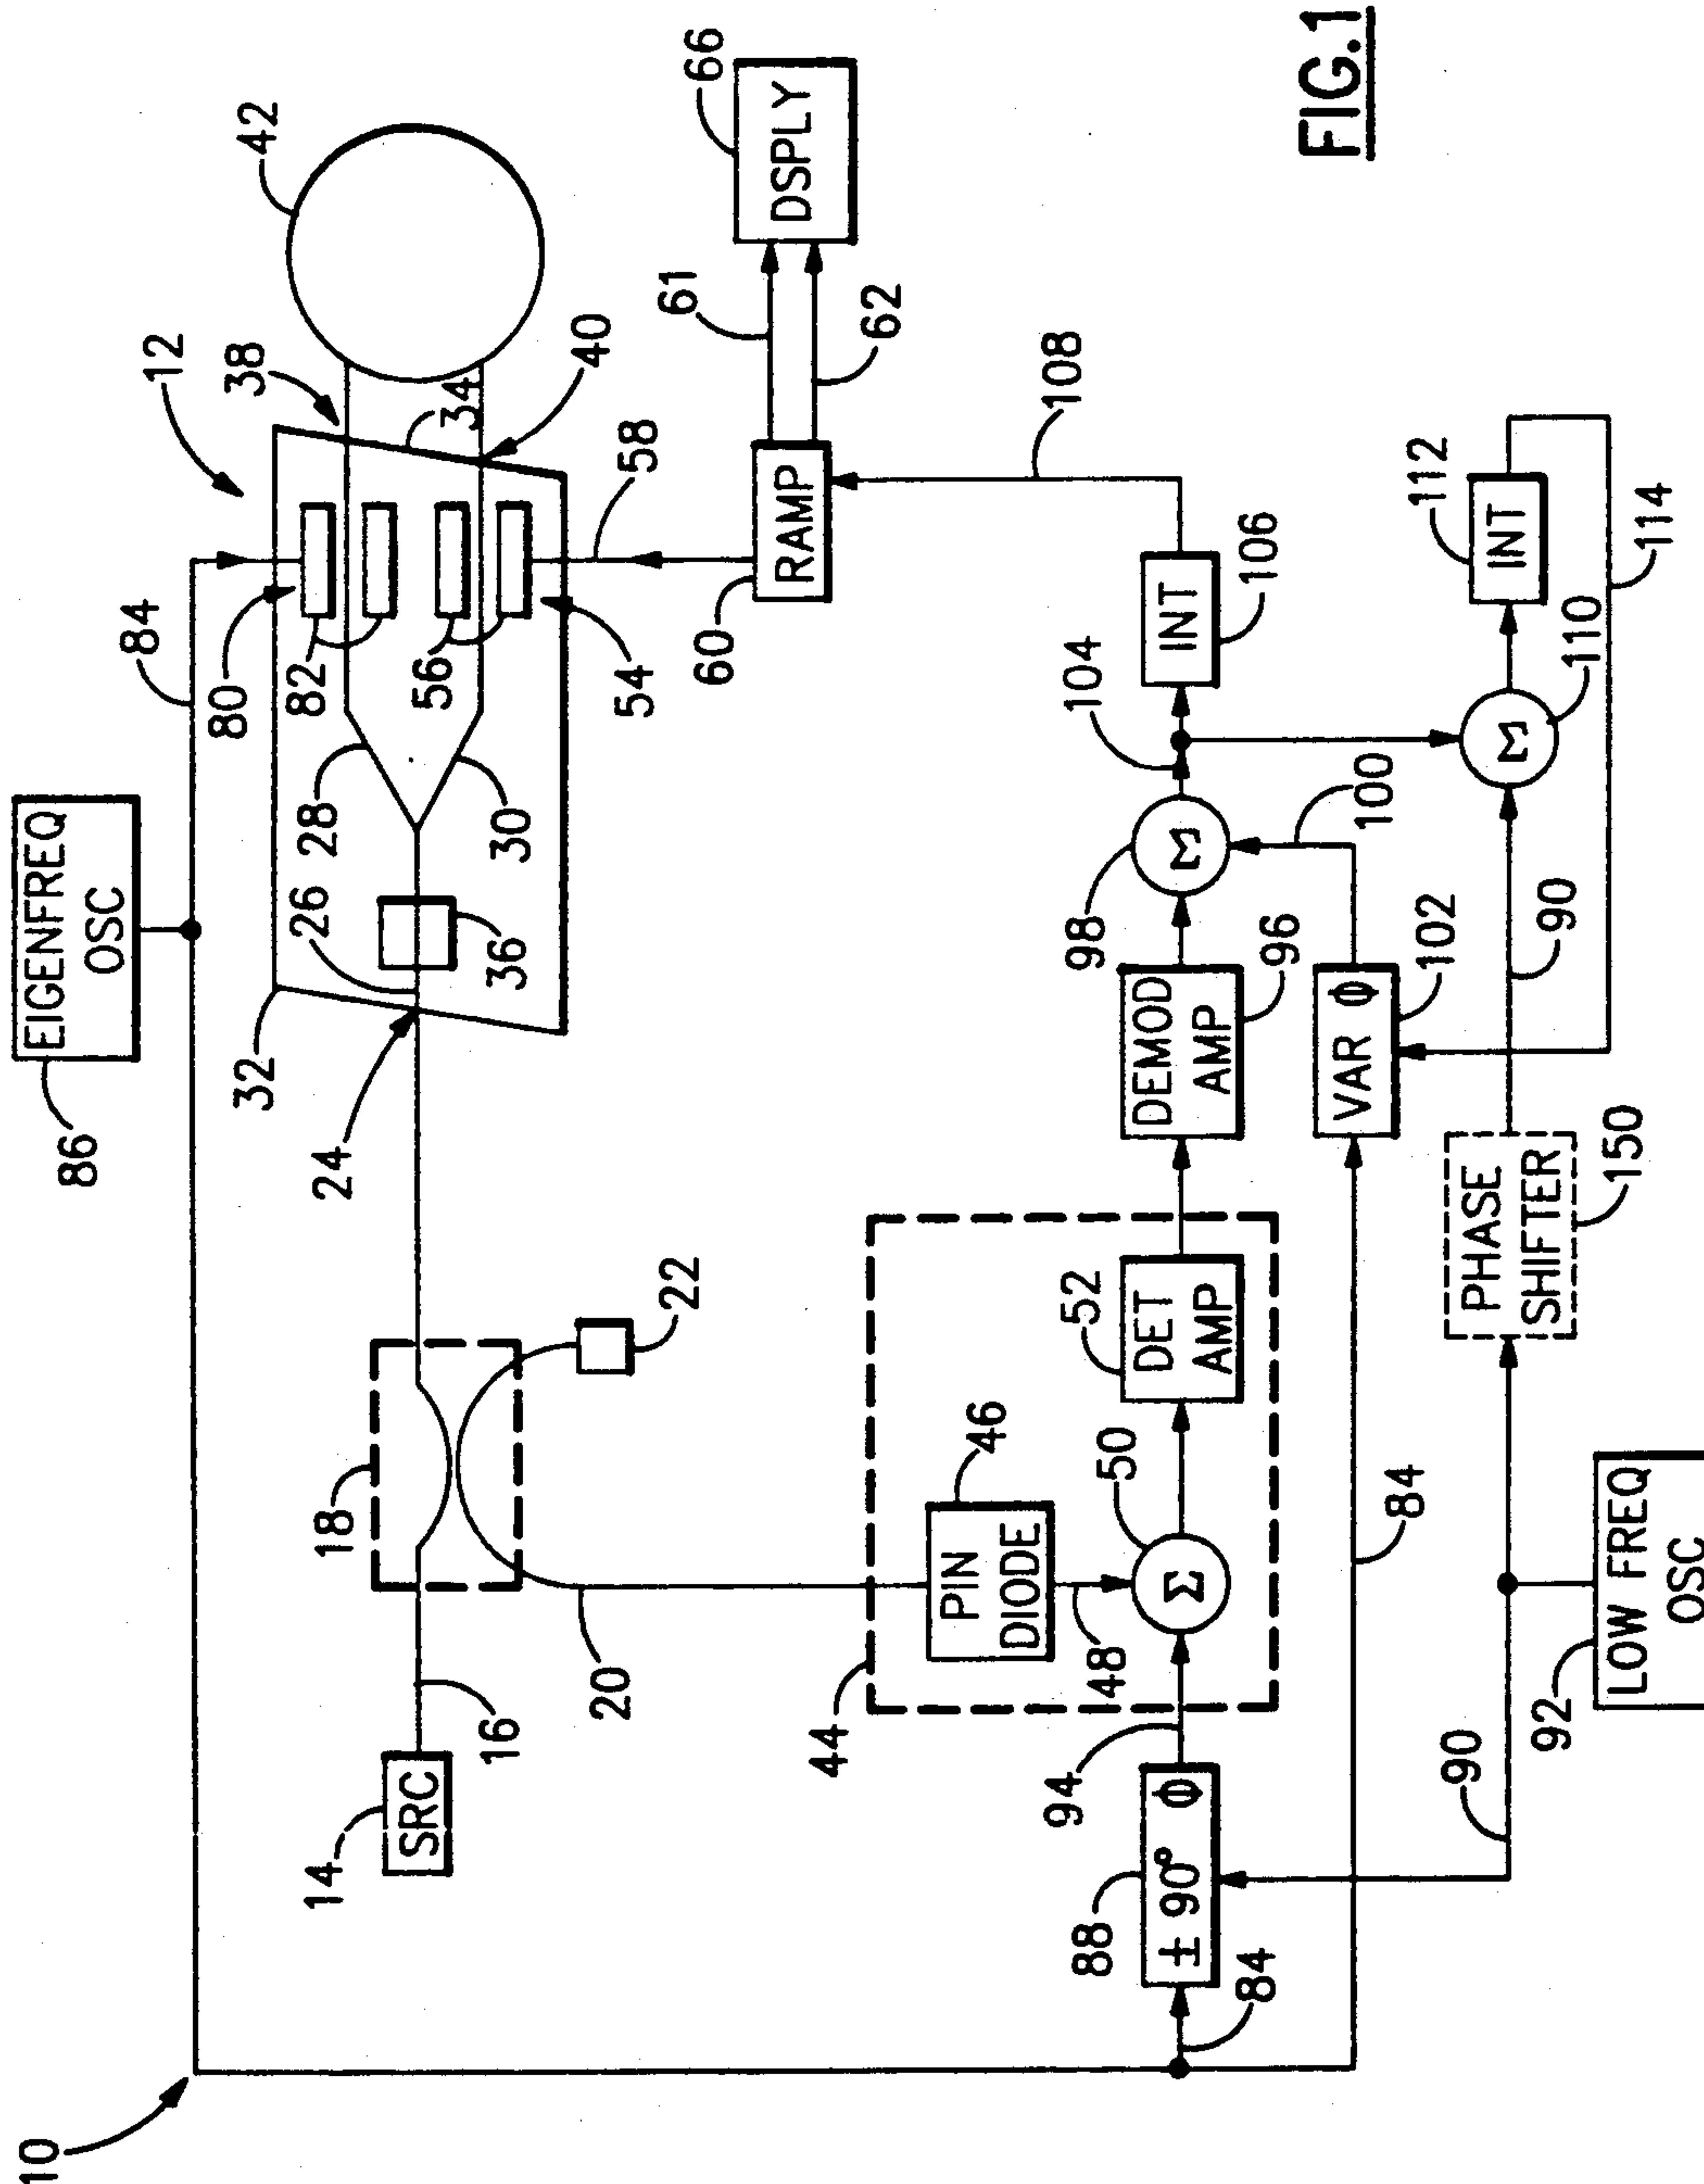 10
86
EIGENFREQ
OSC
84
12
42
32
26
28
80
82
38
34
56
30
36
24
54
40
58
14
SRC
16
18
20
22
60
RAMP
61
62
66
DSPLY
44
46
PIN
DIODE
48
50
Σ
52
DET
AMP
84
88
± 90° Φ
94
DEMOD
AMP
96
98
Σ
104
INT
106
108
100
VAR Φ
102
84
90
92
LOW FREQ
OSC
PHASE
SHIFTER
150
90
Σ
110
112
INT
114
FIG.1